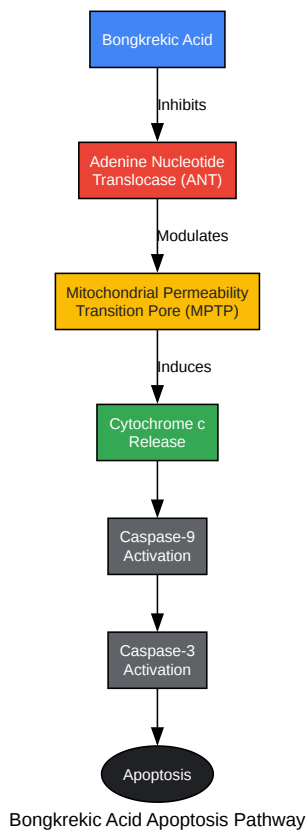 Bongkrekic Acid
Inhibits
Adenine Nucleotide
Translocase (ANT)
Modulates
Mitochondrial Permeability
Transition Pore (MPTP)
Induces
Cytochrome c
Release
Caspase-9
Activation
Caspase-3
Activation
Apoptosis
Bongkrekic Acid Apoptosis Pathway